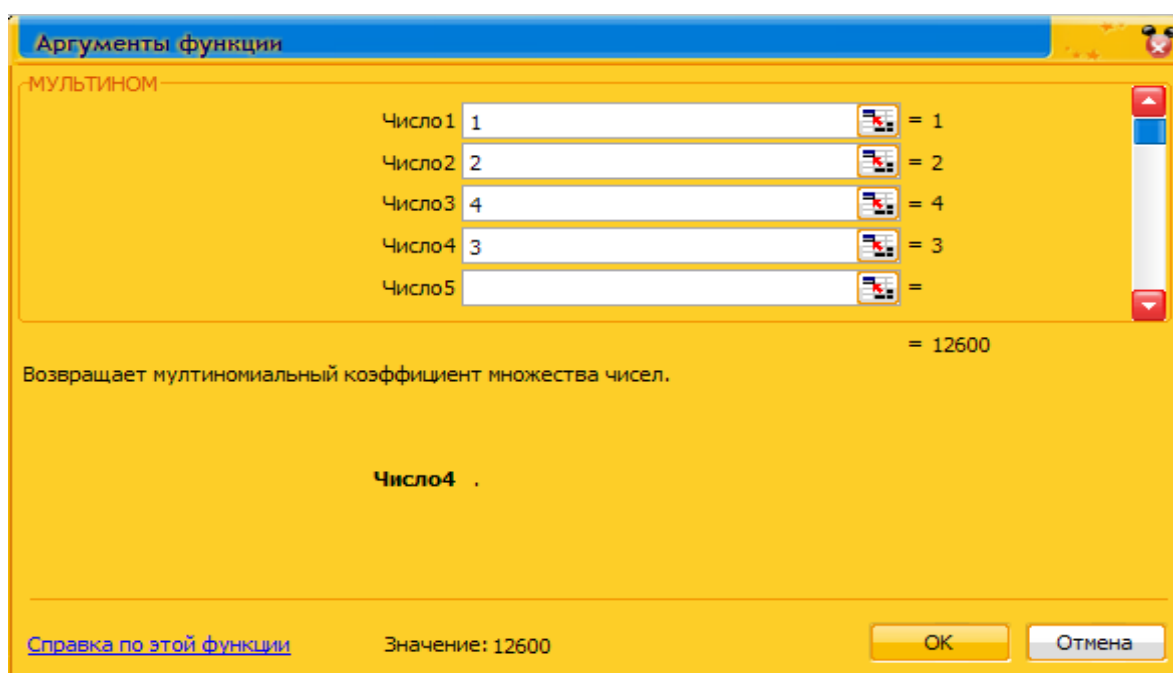 Аргументы функции
МУЛЬТИНОМ
Число1 1 = 1
Число2 2 = 2
Число3 4 = 4
Число4 3 = 3
Число5 =
= 12600
Возвращает мултиномиальный коэффициент множества чисел.
Число4 .
Справка по этой функции Значение: 12600 OK Отмена